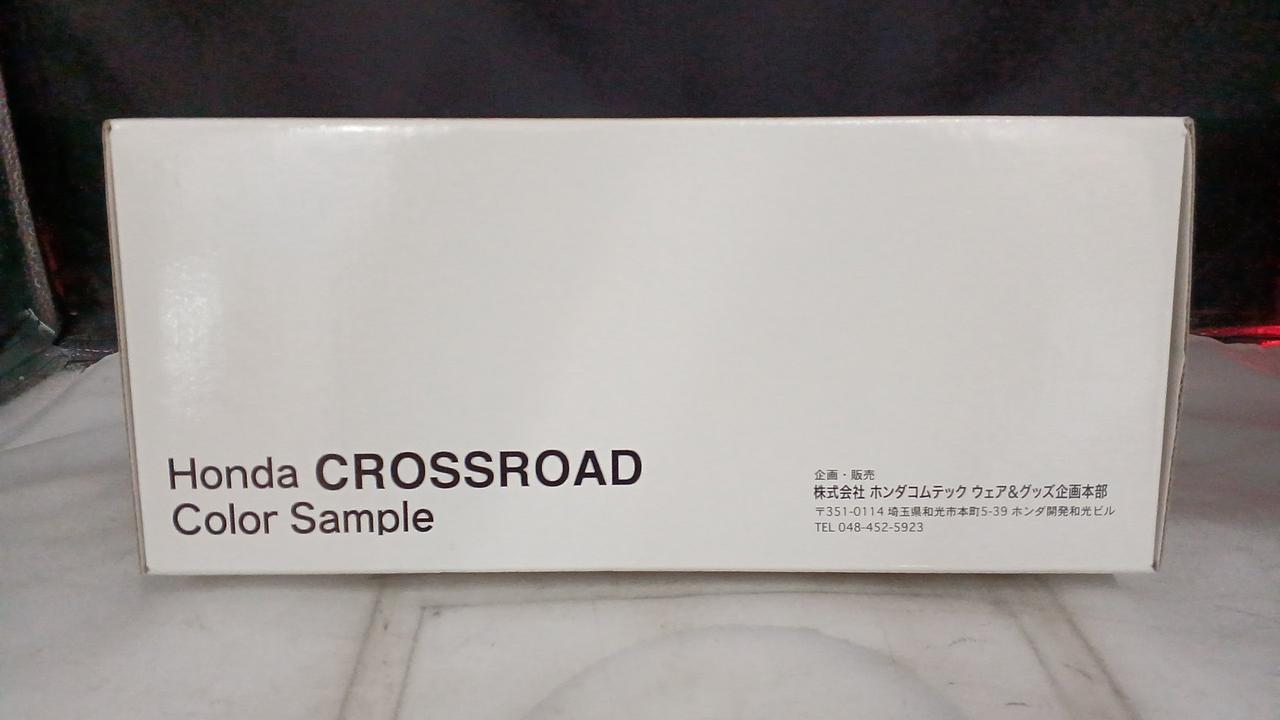 Honda CROSSROAD
Color Sample
企画・販売
株式会社 ホンダコムテック ウェア&グッズ企画本部
〒351-0114 埼玉県和光市本町5-39 ホンダ開発和光ビル
TEL 048-452-5923